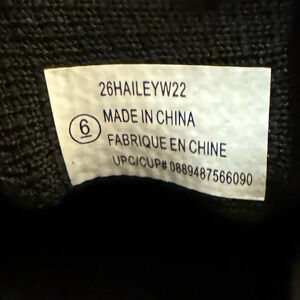 26HAILEYW22
6
MADE IN CHINA
FABRIQUE EN CHINE
UPC/CUP# 0889487566090